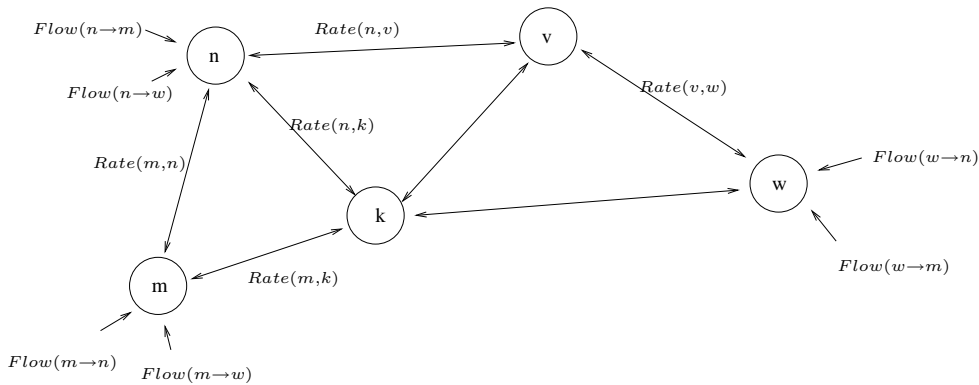 Flow(n→m)
Rate(n,v)
v
n
Flow(n→w)
Rate(v,w)
Rate(n,k)
Rate(m,n)
Flow(w→n)
w
k
Flow(w→m)
Rate(m,k)
m
Flow(m→n)
Flow(m→w)